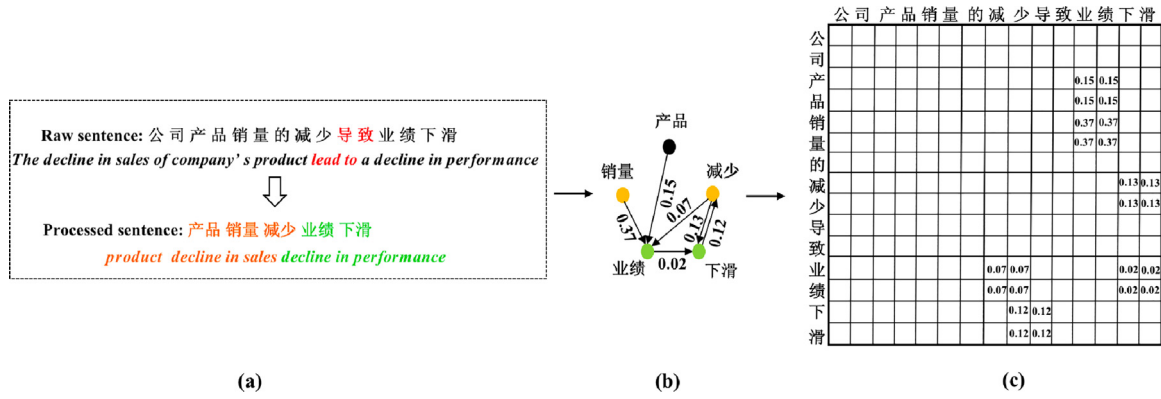 Raw sentence: 公司产品销量的减少导致业绩下滑
The decline in sales of company's product lead to a decline in performance
Processed sentence: 产品 销量 减少 业绩 下滑
product decline in sales decline in performance
(a)
产品
销量
减少
0.15
0.07
0.37
0.13
0.12
业绩
0.02
下滑
(b)
公司产品销量的减少导致业绩下滑
公
司
产 0.15 0.15
品 0.15 0.15
销 0.37 0.37
量 0.37 0.37
的
减 0.13 0.13
少 0.13 0.13
导
致
业 0.07 0.07 0.02 0.02
绩 0.07 0.07 0.02 0.02
下 0.12 0.12
滑 0.12 0.12
(c)